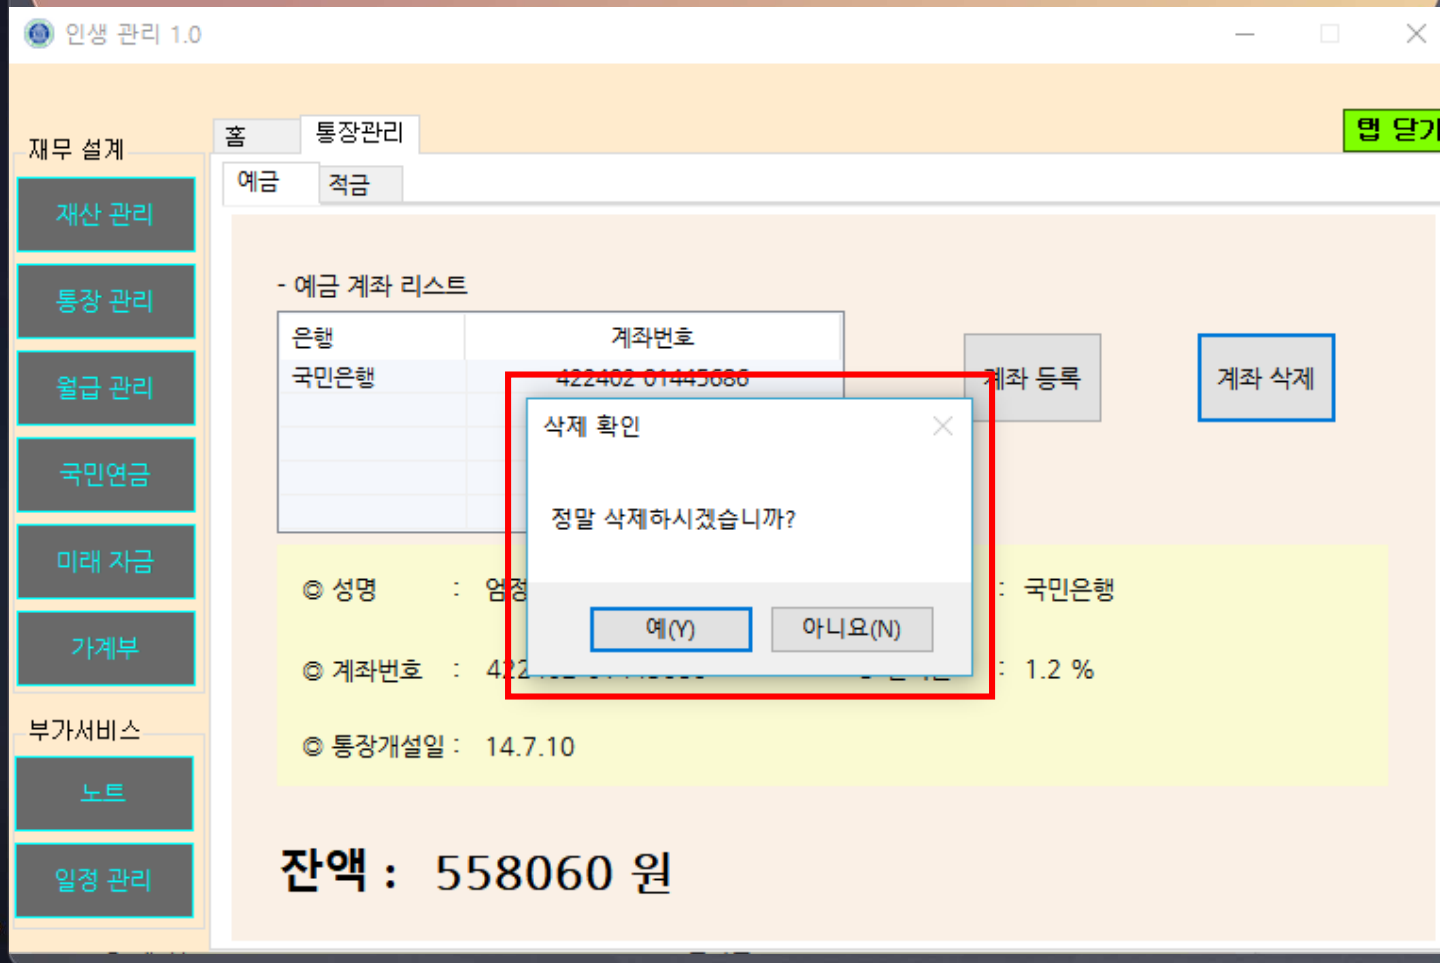 인생 관리 1.0
탭 닫기
홈
통장관리
재무 설계
예금
적금
재산 관리
통장 관리
월급 관리
국민연금
미래 자금
가계부
부가서비스
노트
일정 관리
- 예금 계좌 리스트
은행 계좌번호
국민은행 422402-01445686
계좌 등록
계좌 삭제
삭제 확인
정말 삭제하시겠습니까?
예(Y)
아니요(N)
◎ 성명 : 엄정 : 국민은행
◎ 계좌번호 : 422402-01445686 : 1.2 %
◎ 통장개설일 : 14.7.10
잔액 : 558060 원